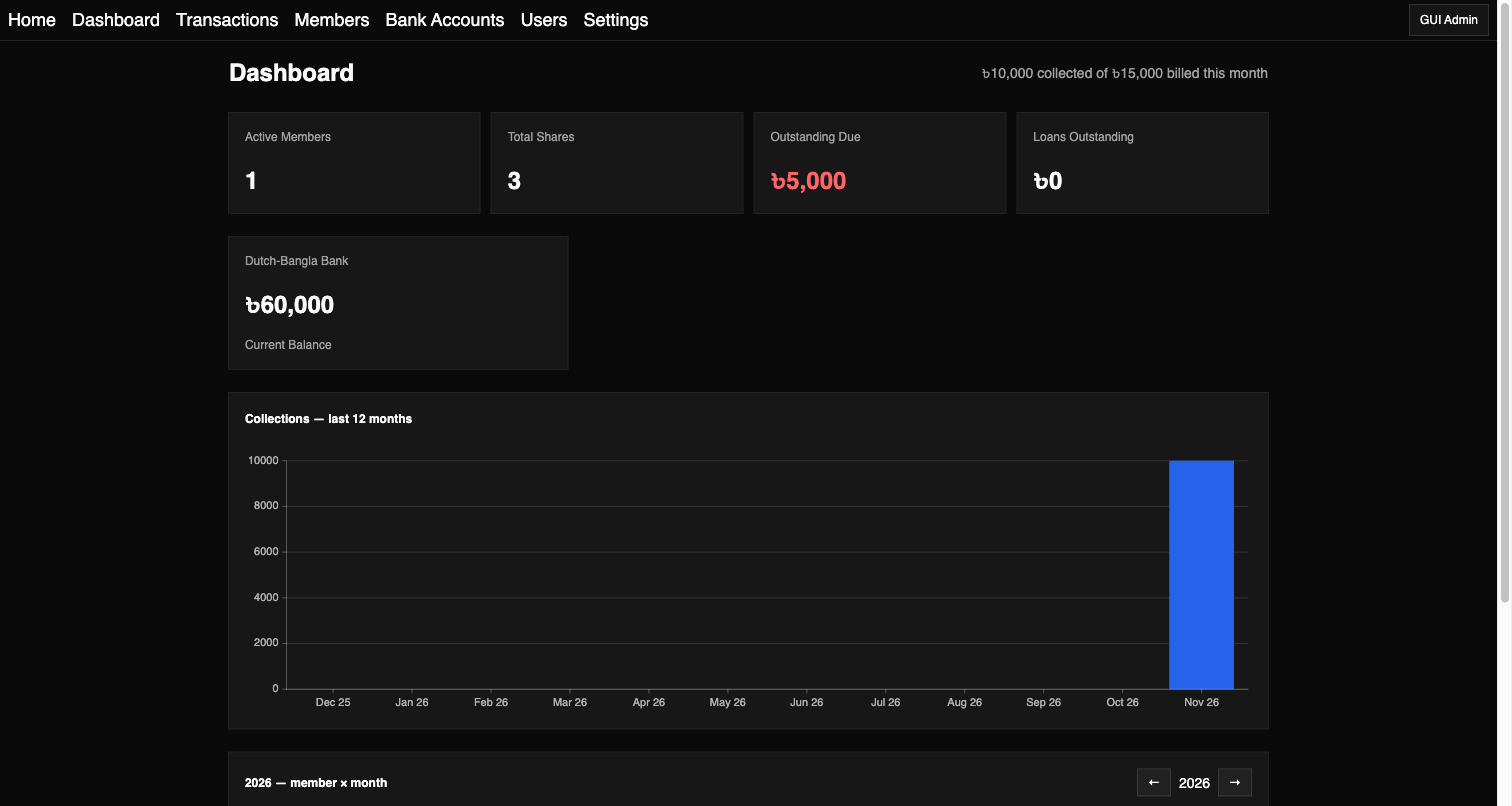 Home Dashboard Transactions Members Bank Accounts Users Settings GUI Admin
Dashboard ৳10,000 collected of ৳15,000 billed this month
Active Members Total Shares Outstanding Due Loans Outstanding
1 3 ৳5,000 ৳0
Dutch-Bangla Bank
৳60,000
Current Balance
Collections — last 12 months
10000
8000
6000
4000
2000
0
Dec 25 Jan 26 Feb 26 Mar 26 Apr 26 May 26 Jun 26 Jul 26 Aug 26 Sep 26 Oct 26 Nov 26
2026 — member × month ← 2026 →